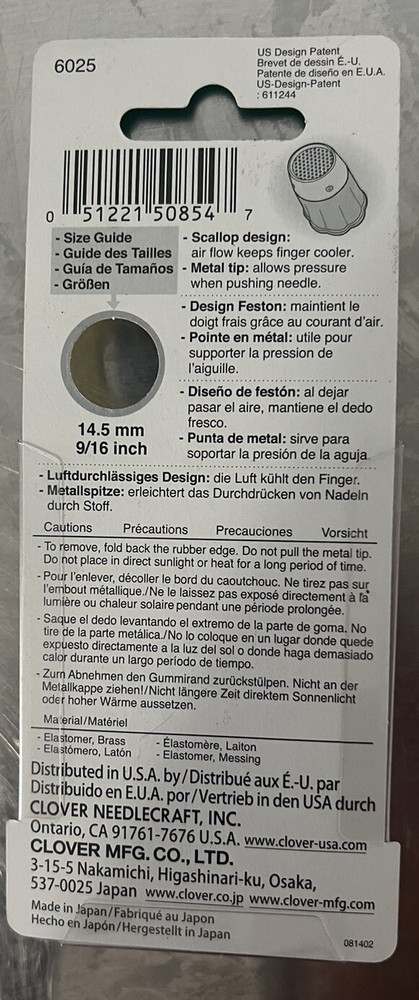 6025
US Design Patent
Brevet de dessin É.-U.
Patente de diseño en E.U.A.
US-Design-Patent
: 611244
0 51221 50854 7
- Size Guide
- Guide des Tailles
- Guía de Tamaños
- Größen
14.5 mm
9/16 inch
- Scallop design:
air flow keeps finger cooler.
- Metal tip: allows pressure
when pushing needle.
- Design Feston: maintient le
doigt frais grâce au courant d'air.
- Pointe en métal: utile pour
supporter la pression de
l'aiguille.
- Diseño de festón: al dejar
pasar el aire, mantiene el dedo
fresco.
- Punta de metal: sirve para
soportar la presión de la aguja
- Luftdurchlässiges Design: die Luft kühlt den Finger.
- Metallspitze: erleichtert das Durchdrücken von Nadeln
durch Stoff.
Cautions Précautions Precauciones Vorsicht
- To remove, fold back the rubber edge. Do not pull the metal tip.
Do not place in direct sunlight or heat for a long period of time.
- Pour l'enlever, décoller le bord du caoutchouc. Ne tirez pas sur
l'embout métallique./Ne le laissez pas exposé directement à la
lumière ou chaleur solaire pendant une période prolongée.
- Saque el dedo levantando el extremo de la parte de goma. No
tire de la parte metálica./No lo coloque en un lugar donde quede
expuesto directamente a la luz del sol o donde haga demasiado
calor durante un largo período de tiempo.
- Zum Abnehmen den Gummirand zurückstülpen. Nicht an der
Metallkappe ziehen!/Nicht längere Zeit direktem Sonnenlicht
oder hoher Wärme aussetzen.
Material/Matériel
- Elastomer, Brass - Élastomère, Laiton
- Elastómero, Latón - Elastomer, Messing
Distributed in U.S.A. by/Distribué aux É.-U. par
Distribuido en E.U.A. por/Vertrieb in den USA durch
CLOVER NEEDLECRAFT, INC.
Ontario, CA 91761-7676 U.S.A. www.clover-usa.com
CLOVER MFG. CO., LTD.
3-15-5 Nakamichi, Higashinari-ku, Osaka,
537-0025 Japan www.clover.co.jp www.clover-mfg.com
Made in Japan/Fabriqué au Japon
Hecho en Japón/Hergestellt in Japan
081402